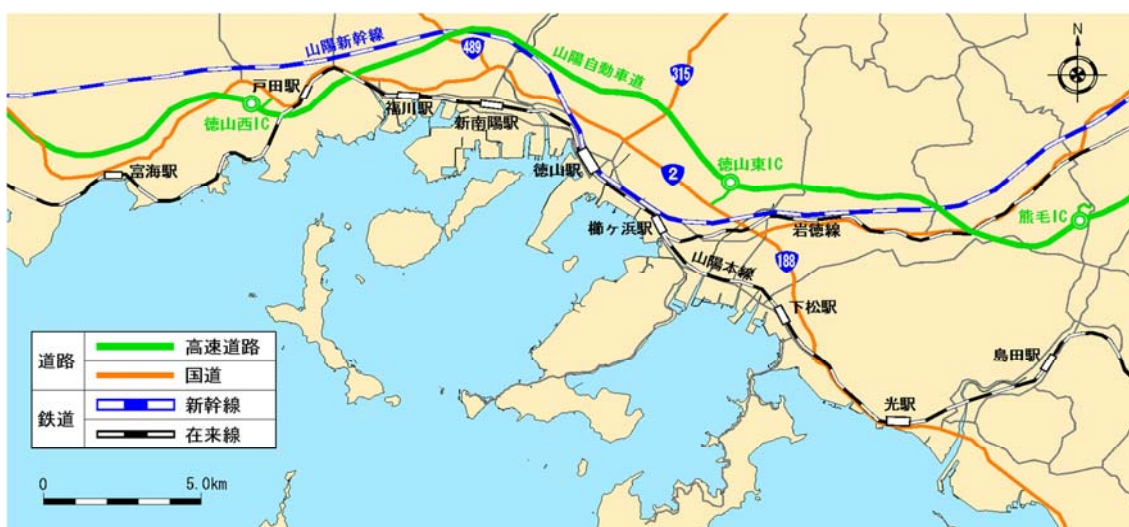 山陽新幹線
489
山陽自動車道
315
N
戸田駅
徳山西IC
福川駅
新南陽駅
富海駅
徳山駅
2
徳山東IC
熊毛IC
櫛ヶ浜駅
岩徳線
山陽本線
188
下松駅
島田駅
光駅
道路
高速道路
国道
鉄道
新幹線
在来線
0 5.0km